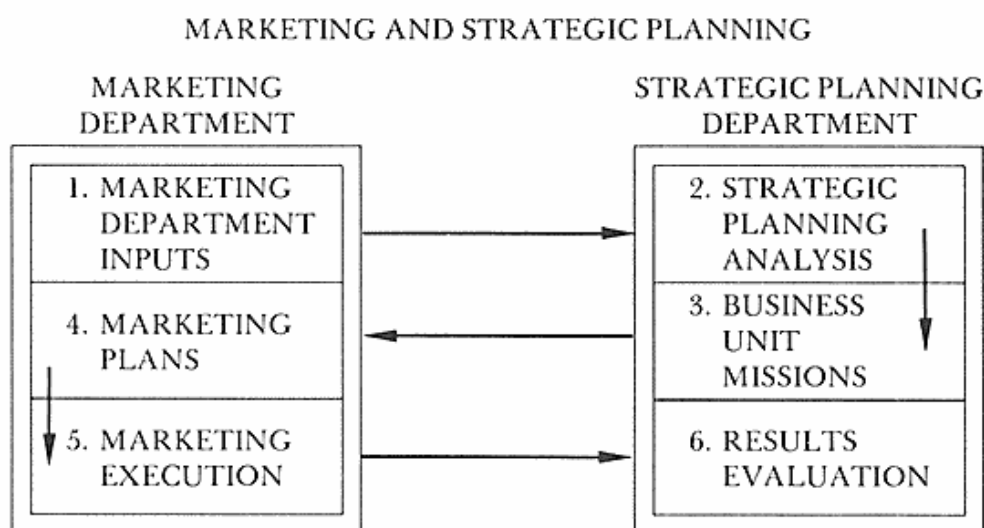 MARKETING AND STRATEGIC PLANNING
MARKETING
DEPARTMENT
1. MARKETING
DEPARTMENT
INPUTS
4. MARKETING
PLANS
5. MARKETING
EXECUTION
STRATEGIC PLANNING
DEPARTMENT
2. STRATEGIC
PLANNING
ANALYSIS
3. BUSINESS
UNIT
MISSIONS
6. RESULTS
EVALUATION